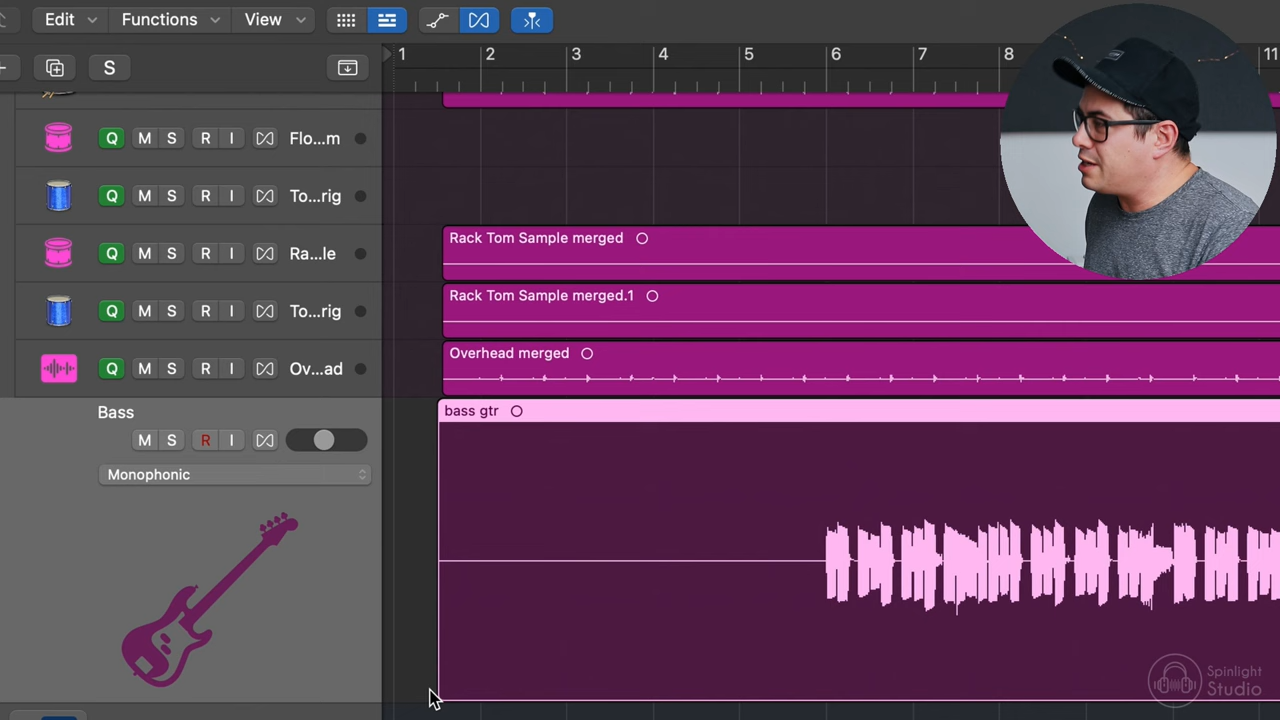 Edit Functions View
1 2 3 4 5 6 7 8 11
S
Q M S R I Flo...m
Q M S R I To...rig
Rack Tom Sample merged
Q M S R I Ra...le
Rack Tom Sample merged.1
Q M S R I To...rig
Overhead merged
Q M S R I Ov...ad
Bass
bass gtr
M S R I
Monophonic
Spinlight
Studio